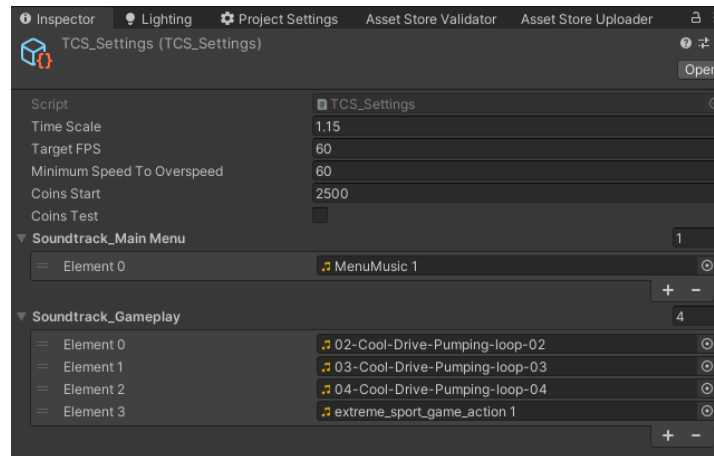 Inspector Lighting Project Settings Asset Store Validator Asset Store Uploader
TCS_Settings (TCS_Settings)
Open
Script TCS_Settings
Time Scale 1.15
Target FPS 60
Minimum Speed To Overspeed 60
Coins Start 2500
Coins Test
Soundtrack_Main Menu 1
Element 0 MenuMusic 1
Soundtrack_Gameplay 4
Element 0 02-Cool-Drive-Pumping-loop-02
Element 1 03-Cool-Drive-Pumping-loop-03
Element 2 04-Cool-Drive-Pumping-loop-04
Element 3 extreme_sport_game_action 1